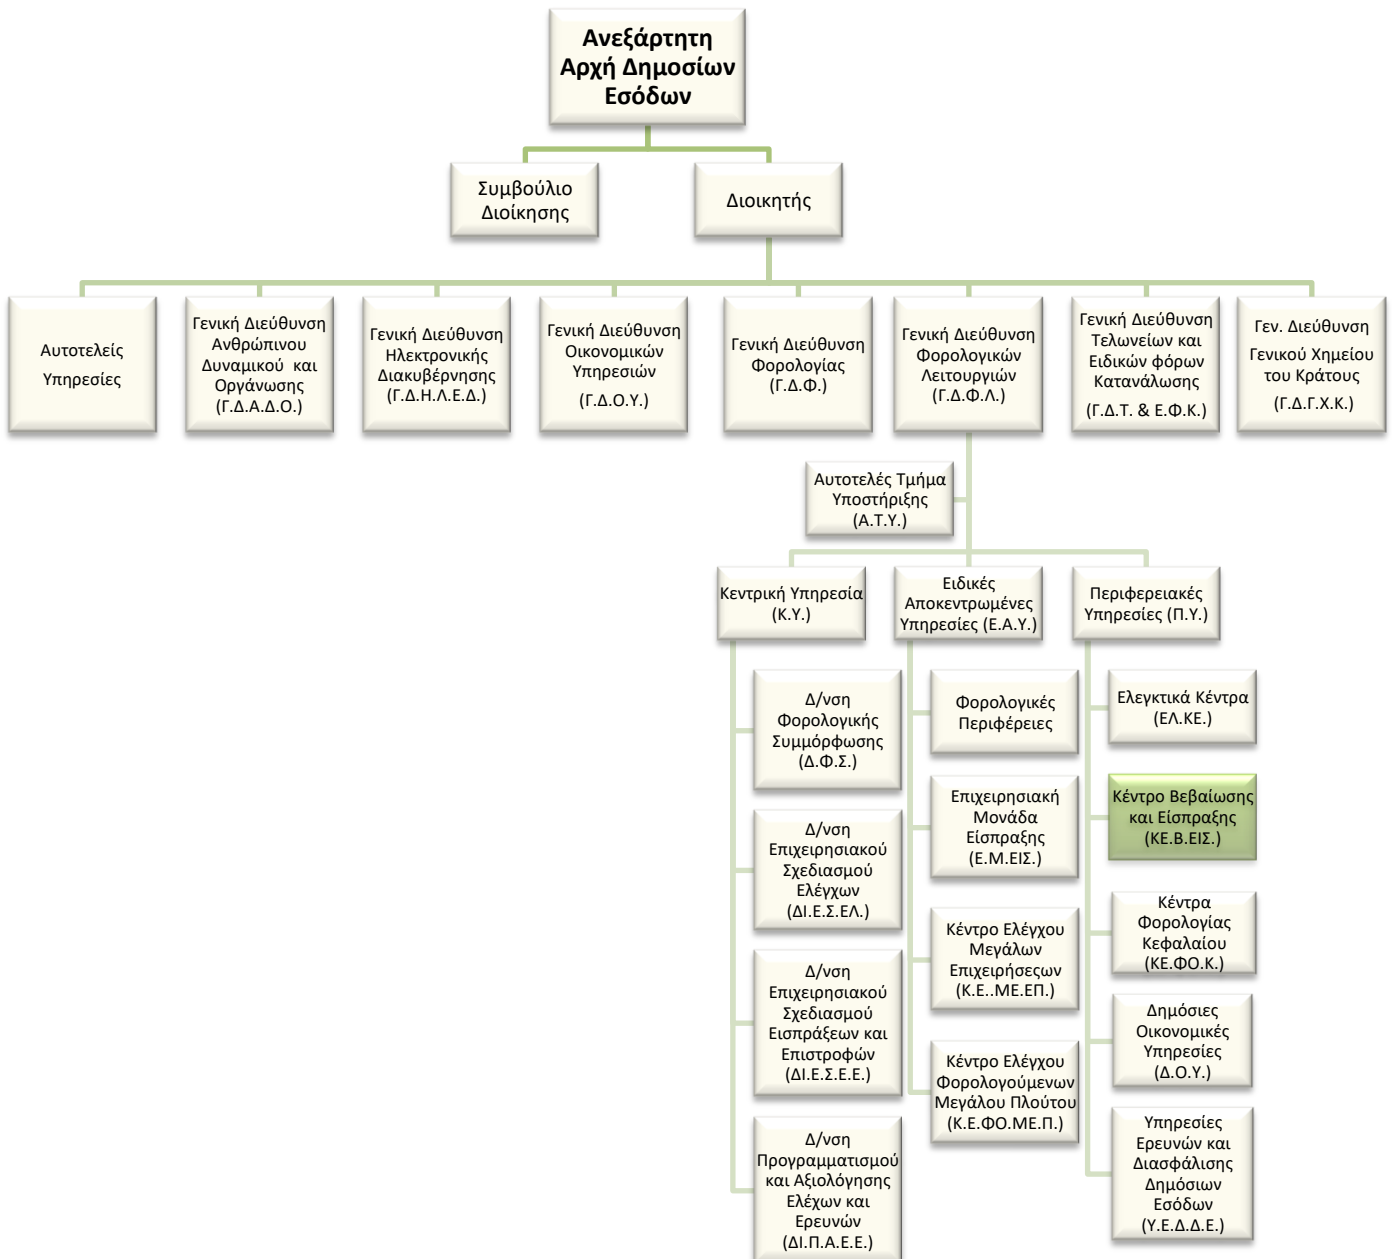 Ανεξάρτητη
Αρχή Δημοσίων
Εσόδων
Συμβούλιο
Διοίκησης
Διοικητής
Αυτοτελείς
Υπηρεσίες
Γενική Διεύθυνση
Ανθρώπινου
Δυναμικού και
Οργάνωσης
(Γ.Δ.Α.Δ.Ο.)
Γενική Διεύθυνση
Ηλεκτρονικής
Διακυβέρνησης
(Γ.Δ.Η.Λ.Ε.Δ.)
Γενική Διεύθυνση
Οικονομικών
Υπηρεσιών
(Γ.Δ.Ο.Υ.)
Γενική Διεύθυνση
Φορολογίας
(Γ.Δ.Φ.)
Γενική Διεύθυνση
Φορολογικών
Λειτουργιών
(Γ.Δ.Φ.Λ.)
Γενική Διεύθυνση
Τελωνείων και
Ειδικών φόρων
Κατανάλωσης
(Γ.Δ.Τ. & Ε.Φ.Κ.)
Γεν. Διεύθυνση
Γενικού Χημείου
του Κράτους
(Γ.Δ.Γ.Χ.Κ.)
Αυτοτελές Τμήμα
Υποστήριξης
(Α.Τ.Υ.)
Κεντρική Υπηρεσία
(Κ.Υ.)
Ειδικές
Αποκεντρωμένες
Υπηρεσίες (Ε.Α.Υ.)
Περιφερειακές
Υπηρεσίες (Π.Υ.)
Δ/νση
Φορολογικής
Συμμόρφωσης
(Δ.Φ.Σ.)
Δ/νση
Επιχειρησιακού
Σχεδιασμού
Ελέγχων
(ΔΙ.Ε.Σ.ΕΛ.)
Δ/νση
Επιχειρησιακού
Σχεδιασμού
Εισπράξεων και
Επιστροφών
(ΔΙ.Ε.Σ.Ε.Ε.)
Δ/νση
Προγραμματισμού
και Αξιολόγησης
Ελέχων και
Ερευνών
(ΔΙ.Π.Α.Ε.Ε.)
Φορολογικές
Περιφέρειες
Επιχειρησιακή
Μονάδα
Είσπραξης
(Ε.Μ.ΕΙΣ.)
Κέντρο Ελέγχου
Μεγάλων
Επιχειρήσεςων
(Κ.Ε..ΜΕ.ΕΠ.)
Κέντρο Ελέγχου
Φορολογούμενων
Μεγάλου Πλούτου
(Κ.Ε.ΦΟ.ΜΕ.Π.)
Ελεγκτικά Κέντρα
(ΕΛ.ΚΕ.)
Κέντρο Βεβαίωσης
και Είσπραξης
(ΚΕ.Β.ΕΙΣ.)
Κέντρα
Φορολογίας
Κεφαλαίου
(ΚΕ.ΦΟ.Κ.)
Δημόσιες
Οικονομικές
Υπηρεσίες
(Δ.Ο.Υ.)
Υπηρεσίες
Ερευνών και
Διασφάλισης
Δημόσιων
Εσόδων
(Υ.Ε.Δ.Δ.Ε.)